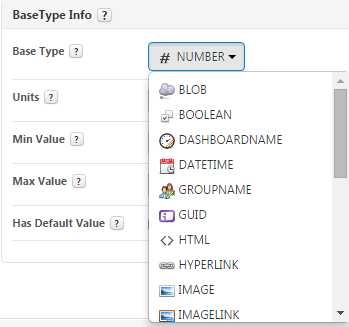 BaseType Info ?
Base Type ? # NUMBER
BLOB
Units ?
BOOLEAN
Min Value ?
DASHBOARDNAME
DATETIME
Max Value ?
GROUPNAME
GUID
Has Default Value ?
HTML
HYPERLINK
IMAGE
IMAGELINK